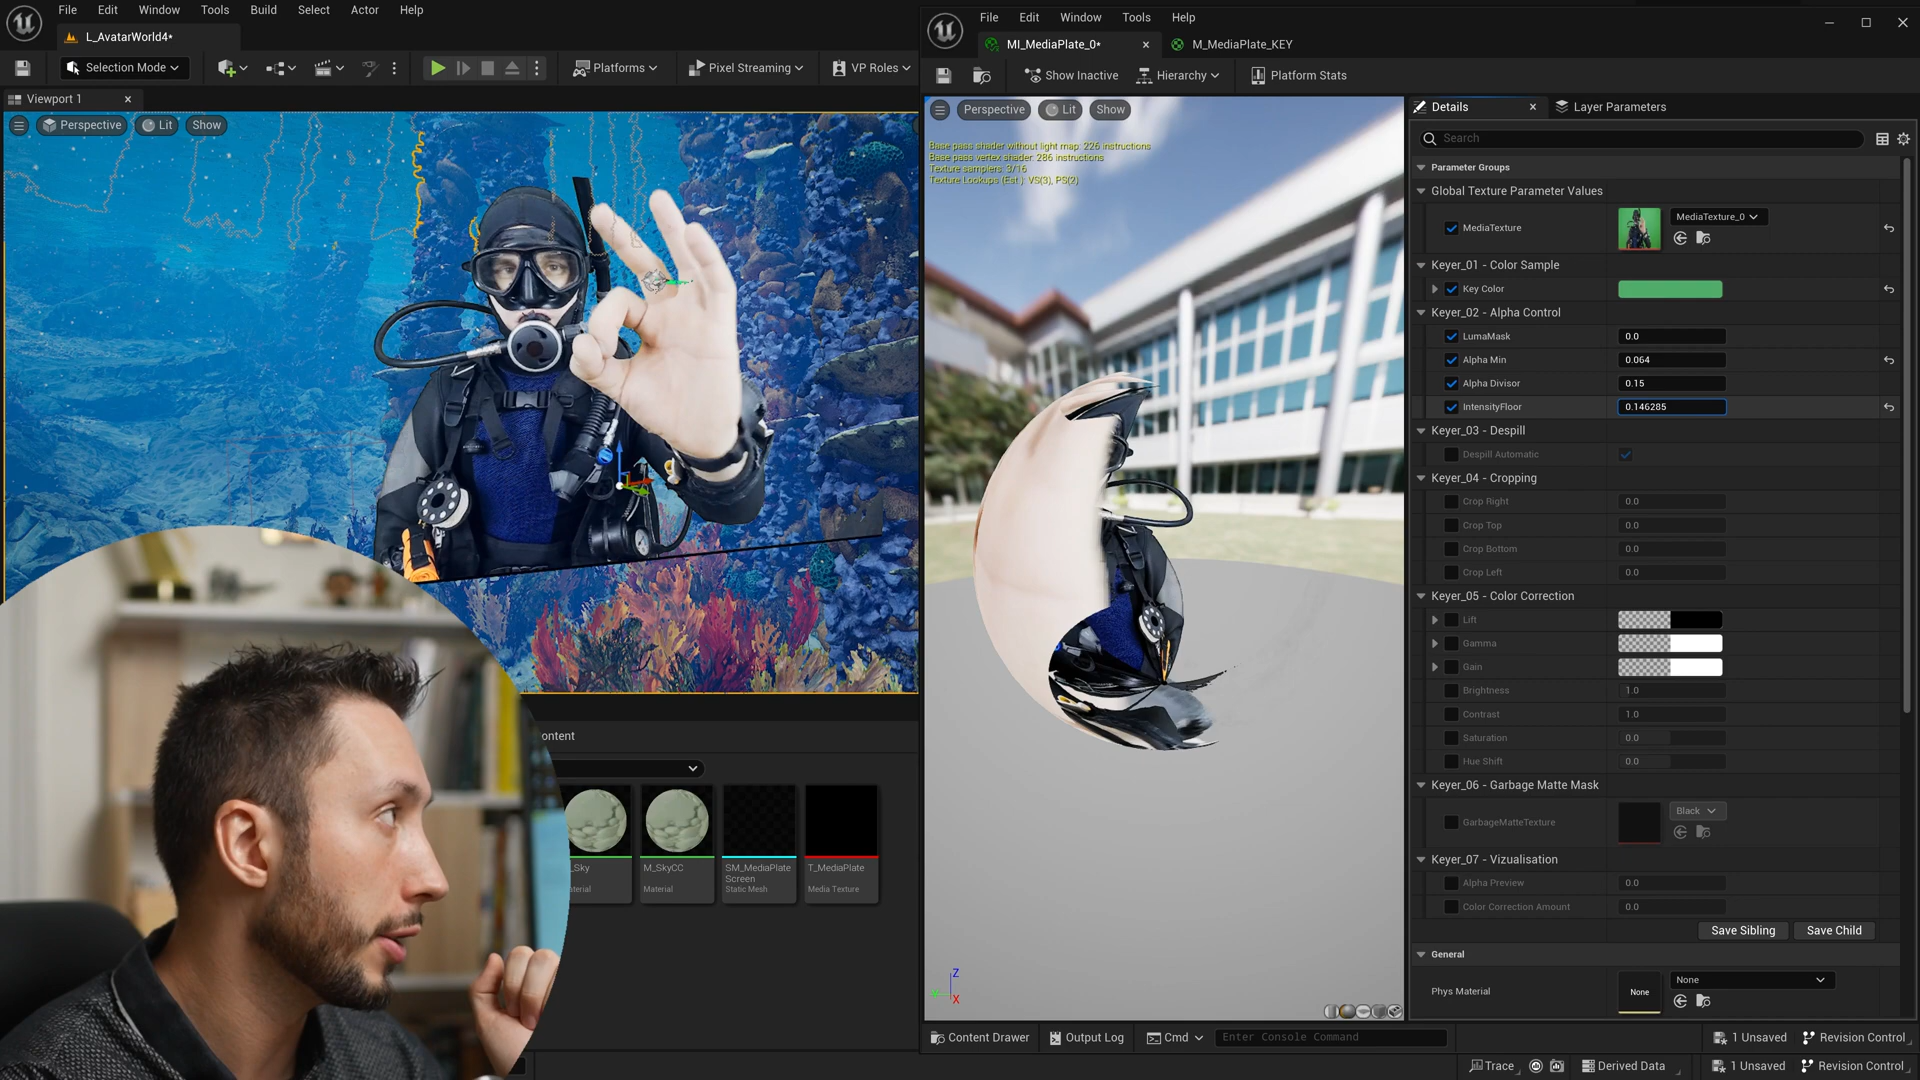 File Edit Window Tools Build Select Actor Help
L_AvatarWorld4*
Selection Mode
Platforms
Pixel Streaming
VP Roles
Viewport 1
Perspective
Lit
Show
ontent
_Sky
terial
M_SkyCC
Material
SM_MediaPlate
Screen
Static Mesh
T_MediaPlate
Media Texture
File Edit Window Tools Help
MI_MediaPlate_0*
M_MediaPlate_KEY
Show Inactive
Hierarchy
Platform Stats
Perspective
Lit
Show
Base pass shader without light map: 226 instructions
Base pass vertex shader: 286 instructions
Texture samplers: 3/16
Texture Lookups (Est.): VS(3), PS(2)
Z
X
Details
Layer Parameters
Search
Parameter Groups
Global Texture Parameter Values
MediaTexture
MediaTexture_0
Keyer_01 - Color Sample
Key Color
Keyer_02 - Alpha Control
LumaMask 0.0
Alpha Min 0.064
Alpha Divisor 0.15
IntensityFloor 0.146285
Keyer_03 - Despill
Despill Automatic
Keyer_04 - Cropping
Crop Right 0.0
Crop Top 0.0
Crop Bottom 0.0
Crop Left 0.0
Keyer_05 - Color Correction
Lift
Gamma
Gain
Brightness 1.0
Contrast 1.0
Saturation 0.0
Hue Shift 0.0
Keyer_06 - Garbage Matte Mask
GarbageMatteTexture
Black
Keyer_07 - Vizualisation
Alpha Preview 0.0
Color Correction Amount 0.0
Save Sibling
Save Child
General
Phys Material
None
None
Content Drawer
Output Log
Cmd
Enter Console Command
1 Unsaved
Revision Control
Trace
Derived Data
1 Unsaved
Revision Control